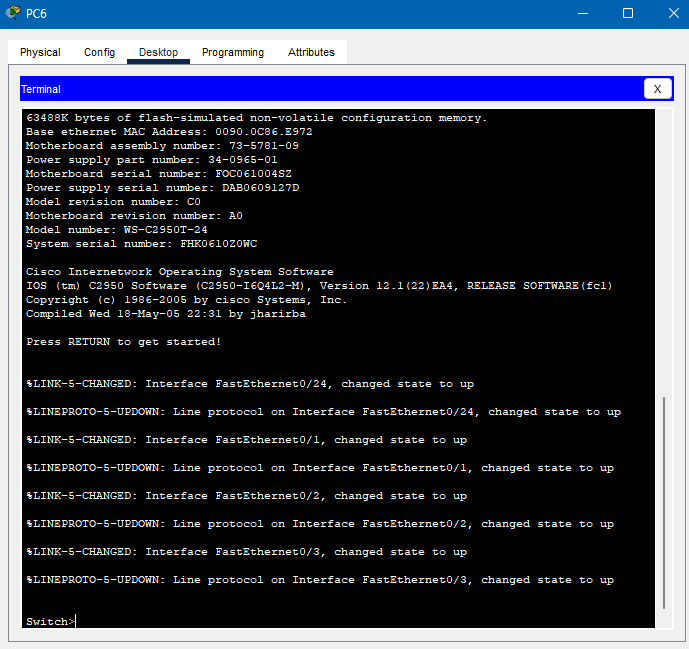 PC6
Physical Config Desktop Programming Attributes
Terminal X
63488K bytes of flash-simulated non-volatile configuration memory.
Base ethernet MAC Address: 0090.0C86.E972
Motherboard assembly number: 73-5781-09
Power supply part number: 34-0965-01
Motherboard serial number: FOC061004SZ
Power supply serial number: DAB0609127D
Model revision number: C0
Motherboard revision number: A0
Model number: WS-C2950T-24
System serial number: FHK0610Z0WC
Cisco Internetwork Operating System Software
IOS (tm) C2950 Software (C2950-I6Q4L2-M), Version 12.1(22)EA4, RELEASE SOFTWARE(fc1)
Copyright (c) 1986-2005 by cisco Systems, Inc.
Compiled Wed 18-May-05 22:31 by jharirba
Press RETURN to get started!
%LINK-5-CHANGED: Interface FastEthernet0/24, changed state to up
%LINEPROTO-5-UPDOWN: Line protocol on Interface FastEthernet0/24, changed state to up
%LINK-5-CHANGED: Interface FastEthernet0/1, changed state to up
%LINEPROTO-5-UPDOWN: Line protocol on Interface FastEthernet0/1, changed state to up
%LINK-5-CHANGED: Interface FastEthernet0/2, changed state to up
%LINEPROTO-5-UPDOWN: Line protocol on Interface FastEthernet0/2, changed state to up
%LINK-5-CHANGED: Interface FastEthernet0/3, changed state to up
%LINEPROTO-5-UPDOWN: Line protocol on Interface FastEthernet0/3, changed state to up
Switch>